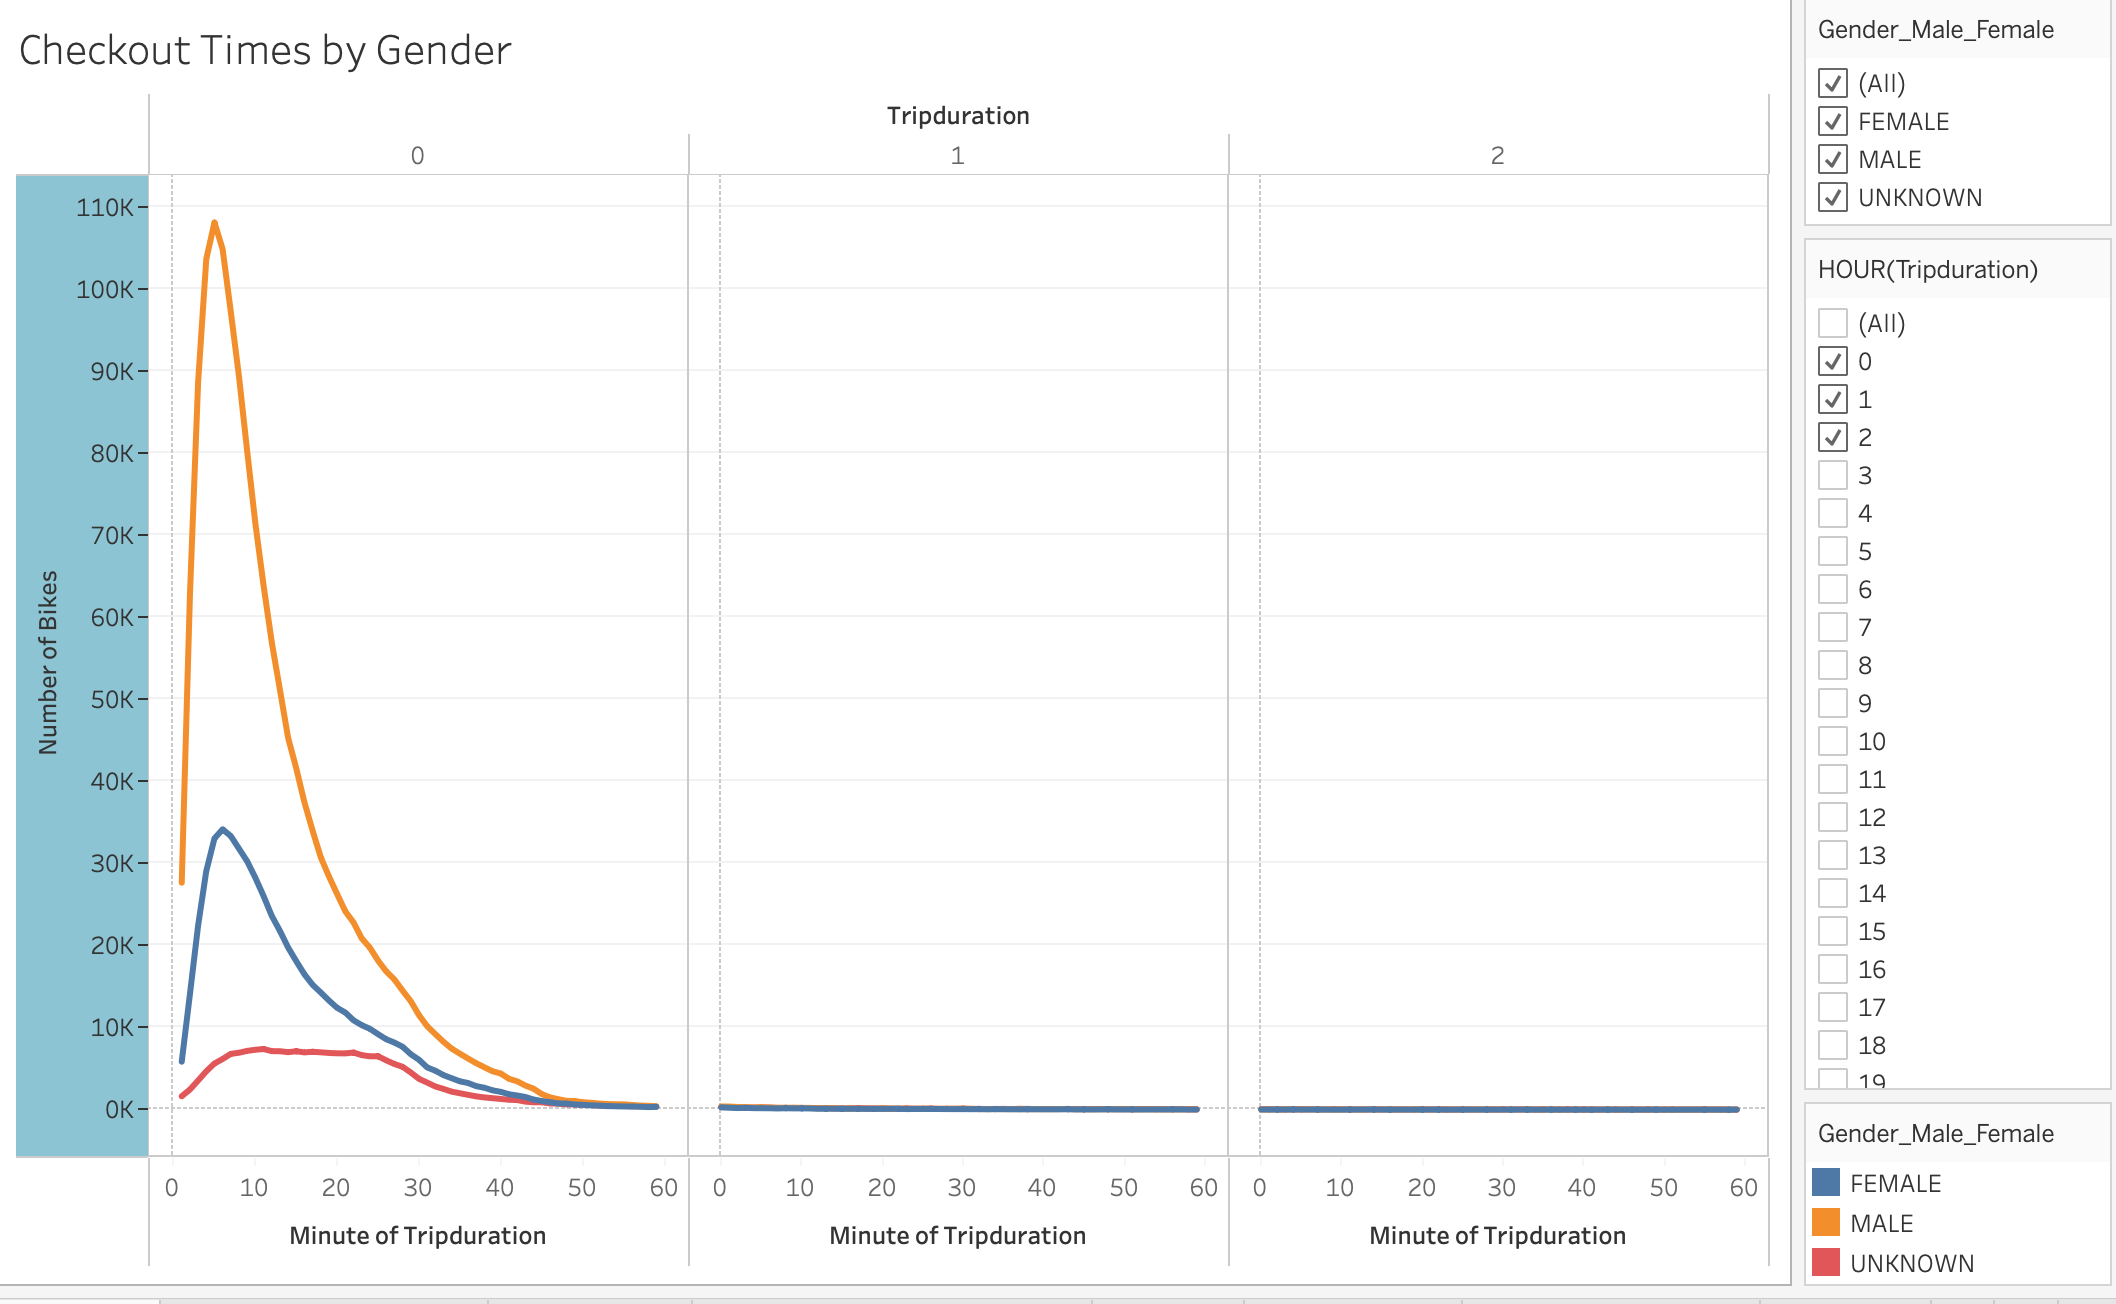 Checkout Times by Gender
Tripduration
0 1 2
110K
100K
90K
80K
70K
60K
50K
40K
30K
20K
10K
0K
Number of Bikes
0 10 20 30 40 50 60 0 10 20 30 40 50 60 0 10 20 30 40 50 60
Minute of Tripduration Minute of Tripduration Minute of Tripduration
Gender_Male_Female
(All)
FEMALE
MALE
UNKNOWN
HOUR(Tripduration)
(All)
0
1
2
3
4
5
6
7
8
9
10
11
12
13
14
15
16
17
18
19
Gender_Male_Female
FEMALE
MALE
UNKNOWN